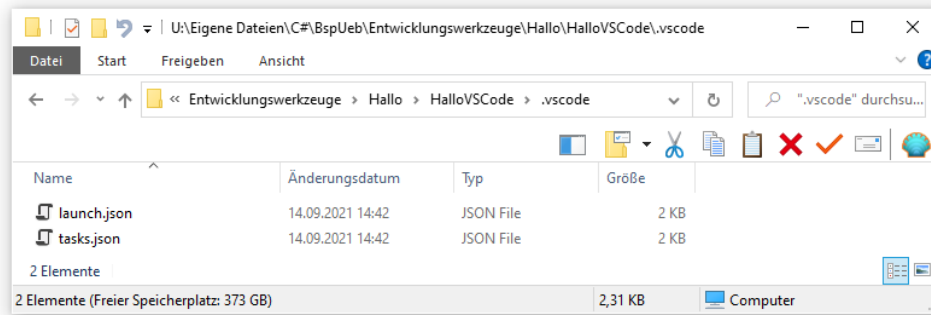 U:\Eigene Dateien\C#\BspUeb\Entwicklungswerkzeuge\Hallo\HalloVSCode\.vscode
Datei Start Freigeben Ansicht
« Entwicklungswerkzeuge > Hallo > HalloVSCode > .vscode ".vscode" durchsu...
Name Änderungsdatum Typ Größe
launch.json 14.09.2021 14:42 JSON File 2 KB
tasks.json 14.09.2021 14:42 JSON File 2 KB
2 Elemente
2 Elemente (Freier Speicherplatz: 373 GB) 2,31 KB Computer